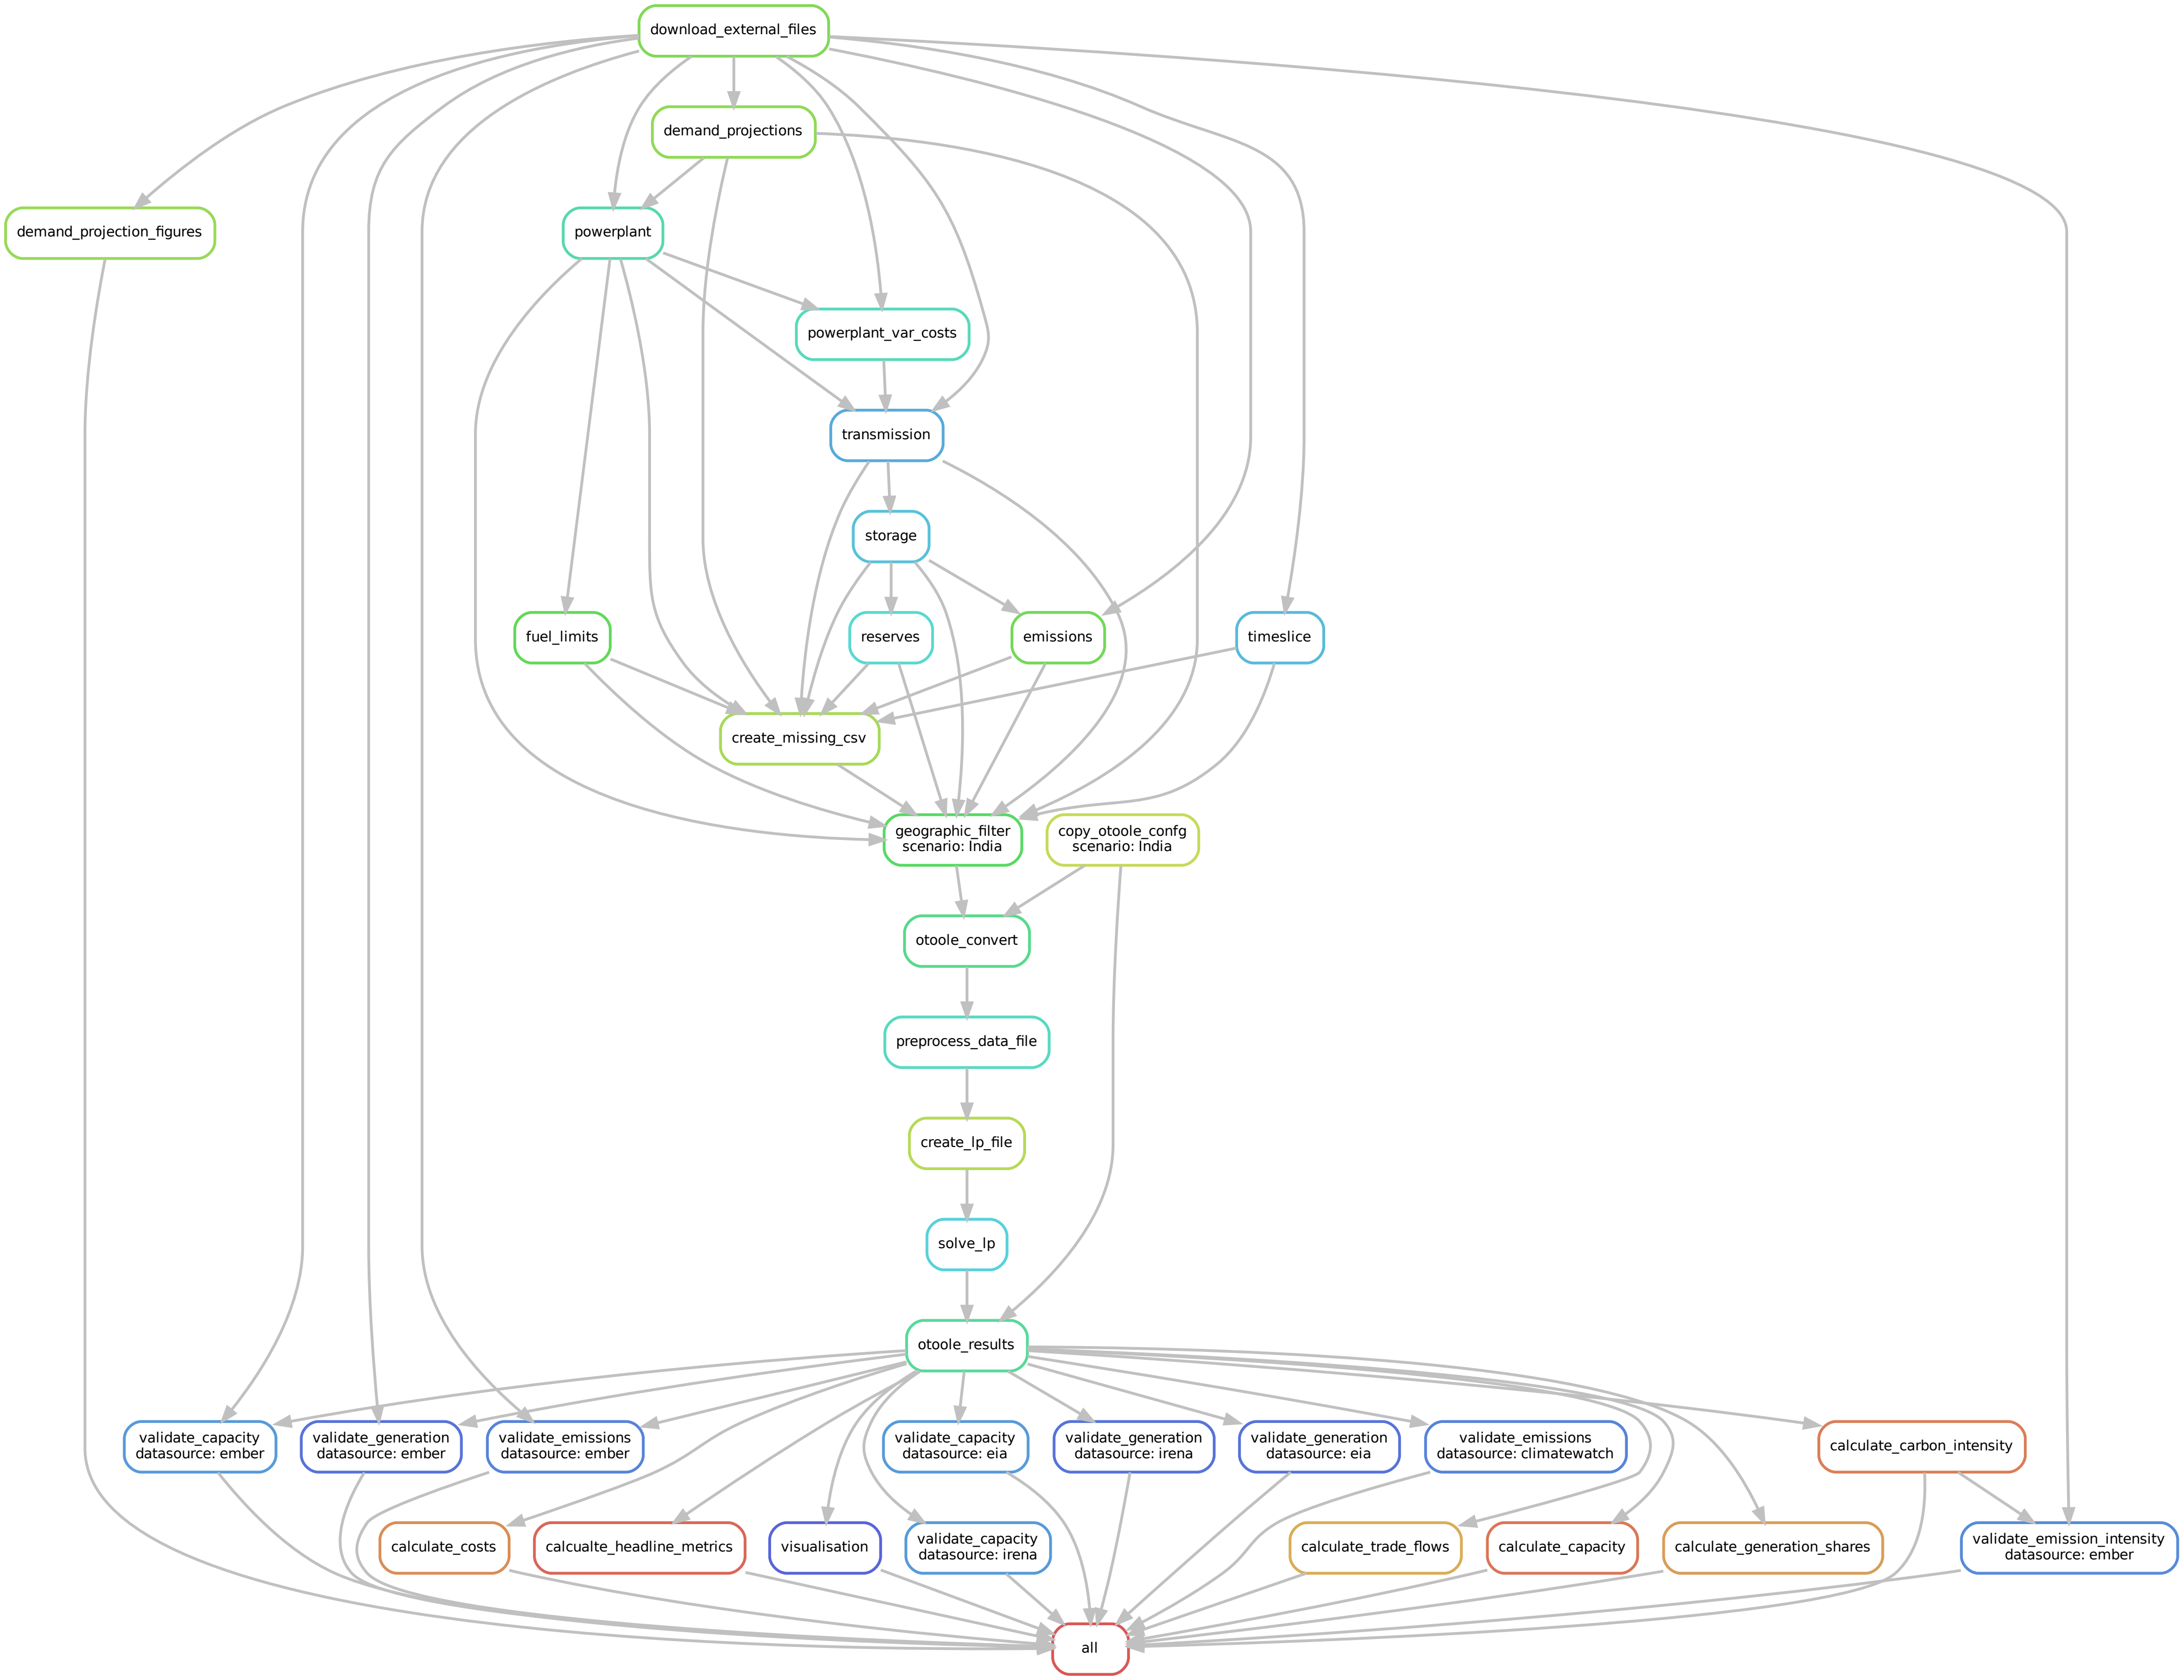 download_external_files
demand_projections
demand_projection_figures
powerplant
powerplant_var_costs
transmission
storage
fuel_limits
reserves
emissions
timeslice
create_missing_csv
geographic_filter
scenario: India
copy_otoole_confg
scenario: India
otoole_convert
preprocess_data_file
create_lp_file
solve_lp
otoole_results
validate_capacity
datasource: ember
validate_generation
datasource: ember
validate_emissions
datasource: ember
validate_capacity
datasource: eia
validate_generation
datasource: irena
validate_generation
datasource: eia
validate_emissions
datasource: climatewatch
calculate_carbon_intensity
calculate_costs
calcualte_headline_metrics
visualisation
validate_capacity
datasource: irena
calculate_trade_flows
calculate_capacity
calculate_generation_shares
validate_emission_intensity
datasource: ember
all